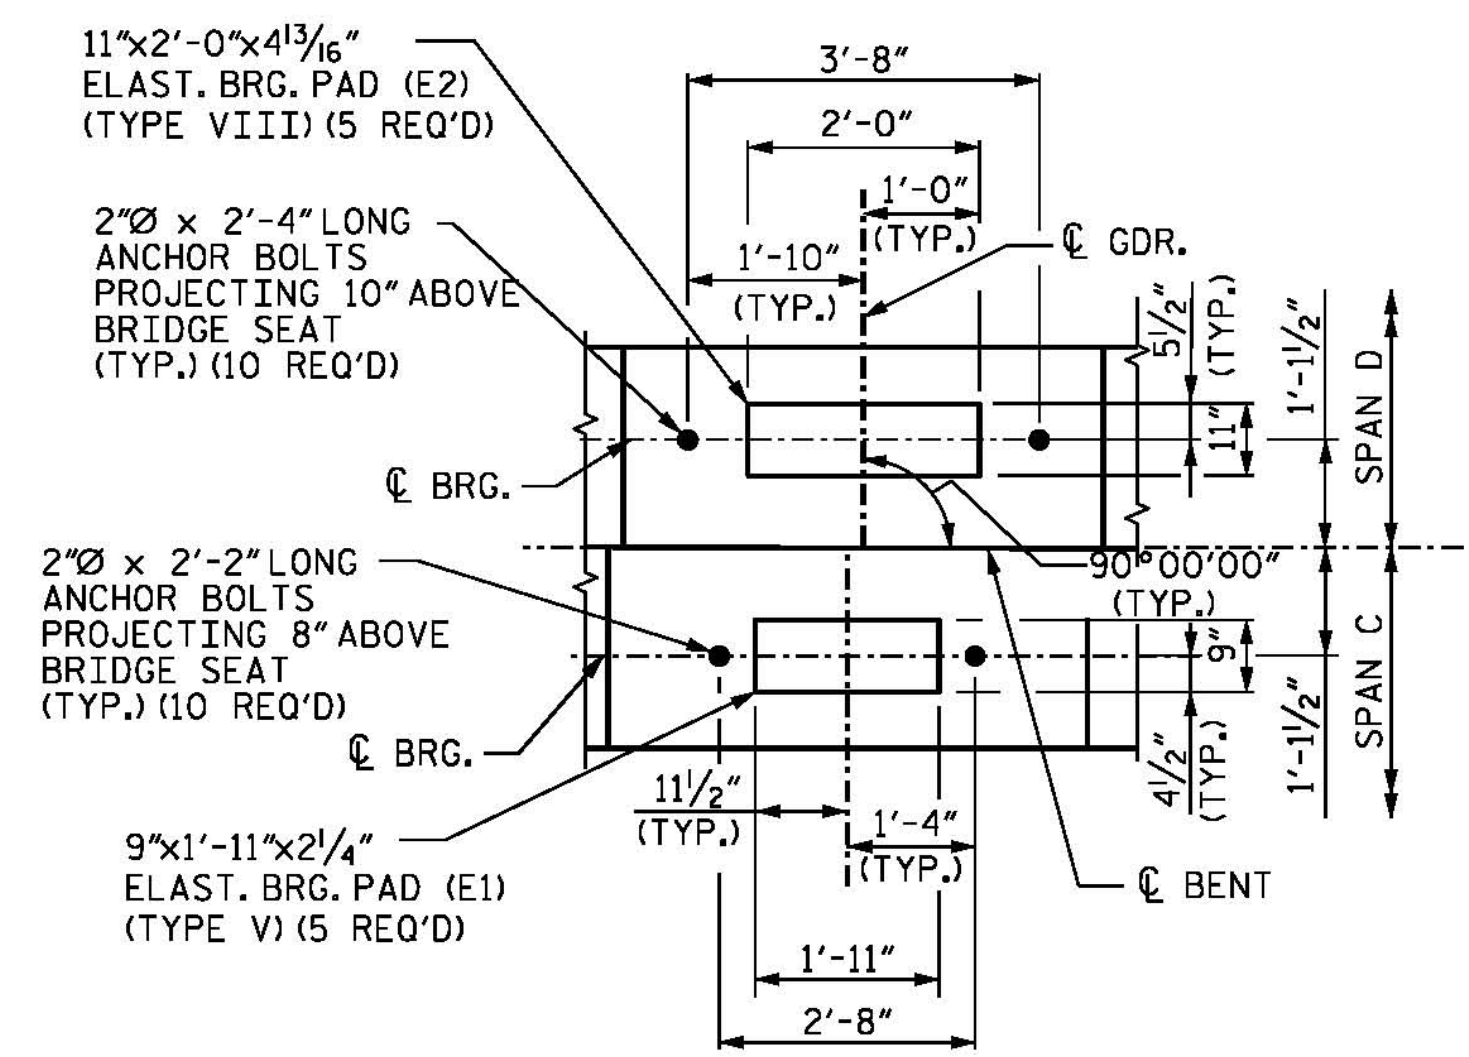 11"x2'-0"x4 13/16"
ELAST. BRG. PAD (E2)
(TYPE VIII) (5 REQ'D)
3'-8"
2'-0"
1'-0"
(TYP.)
1'-10"
(TYP.)
℄ GDR.
2"Ø x 2'-4" LONG
ANCHOR BOLTS
PROJECTING 10" ABOVE
BRIDGE SEAT
(TYP.) (10 REQ'D)
5 1/2"
(TYP.)
11"
1'-1 1/2"
SPAN D
℄ BRG.
2"Ø x 2'-2" LONG
ANCHOR BOLTS
PROJECTING 8" ABOVE
BRIDGE SEAT
(TYP.) (10 REQ'D)
90°00'00"
(TYP.)
9"
4 1/2"
(TYP.)
1'-1 1/2"
SPAN C
℄ BRG.
11 1/2"
(TYP.)
1'-4"
(TYP.)
9"x1'-11"x2 1/4"
ELAST. BRG. PAD (E1)
(TYPE V) (5 REQ'D)
℄ BENT
1'-11"
2'-8"